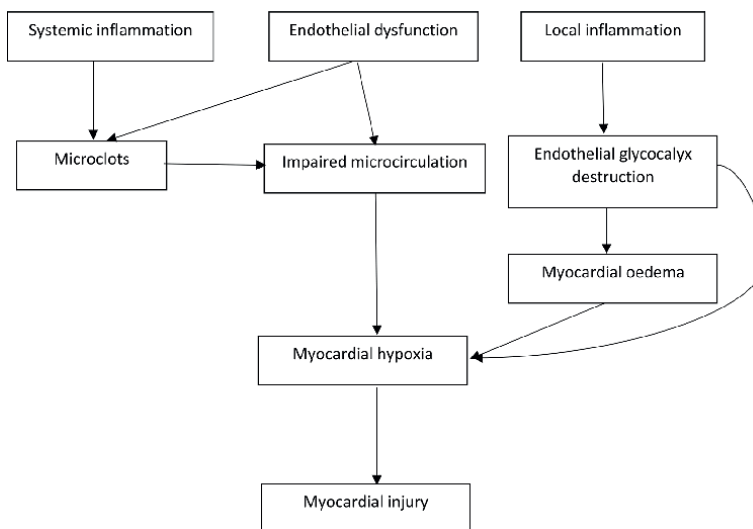 Systemic inflammation
Endothelial dysfunction
Local inflammation
Microclots
Impaired microcirculation
Endothelial glycocalyx
destruction
Myocardial oedema
Myocardial hypoxia
Myocardial injury